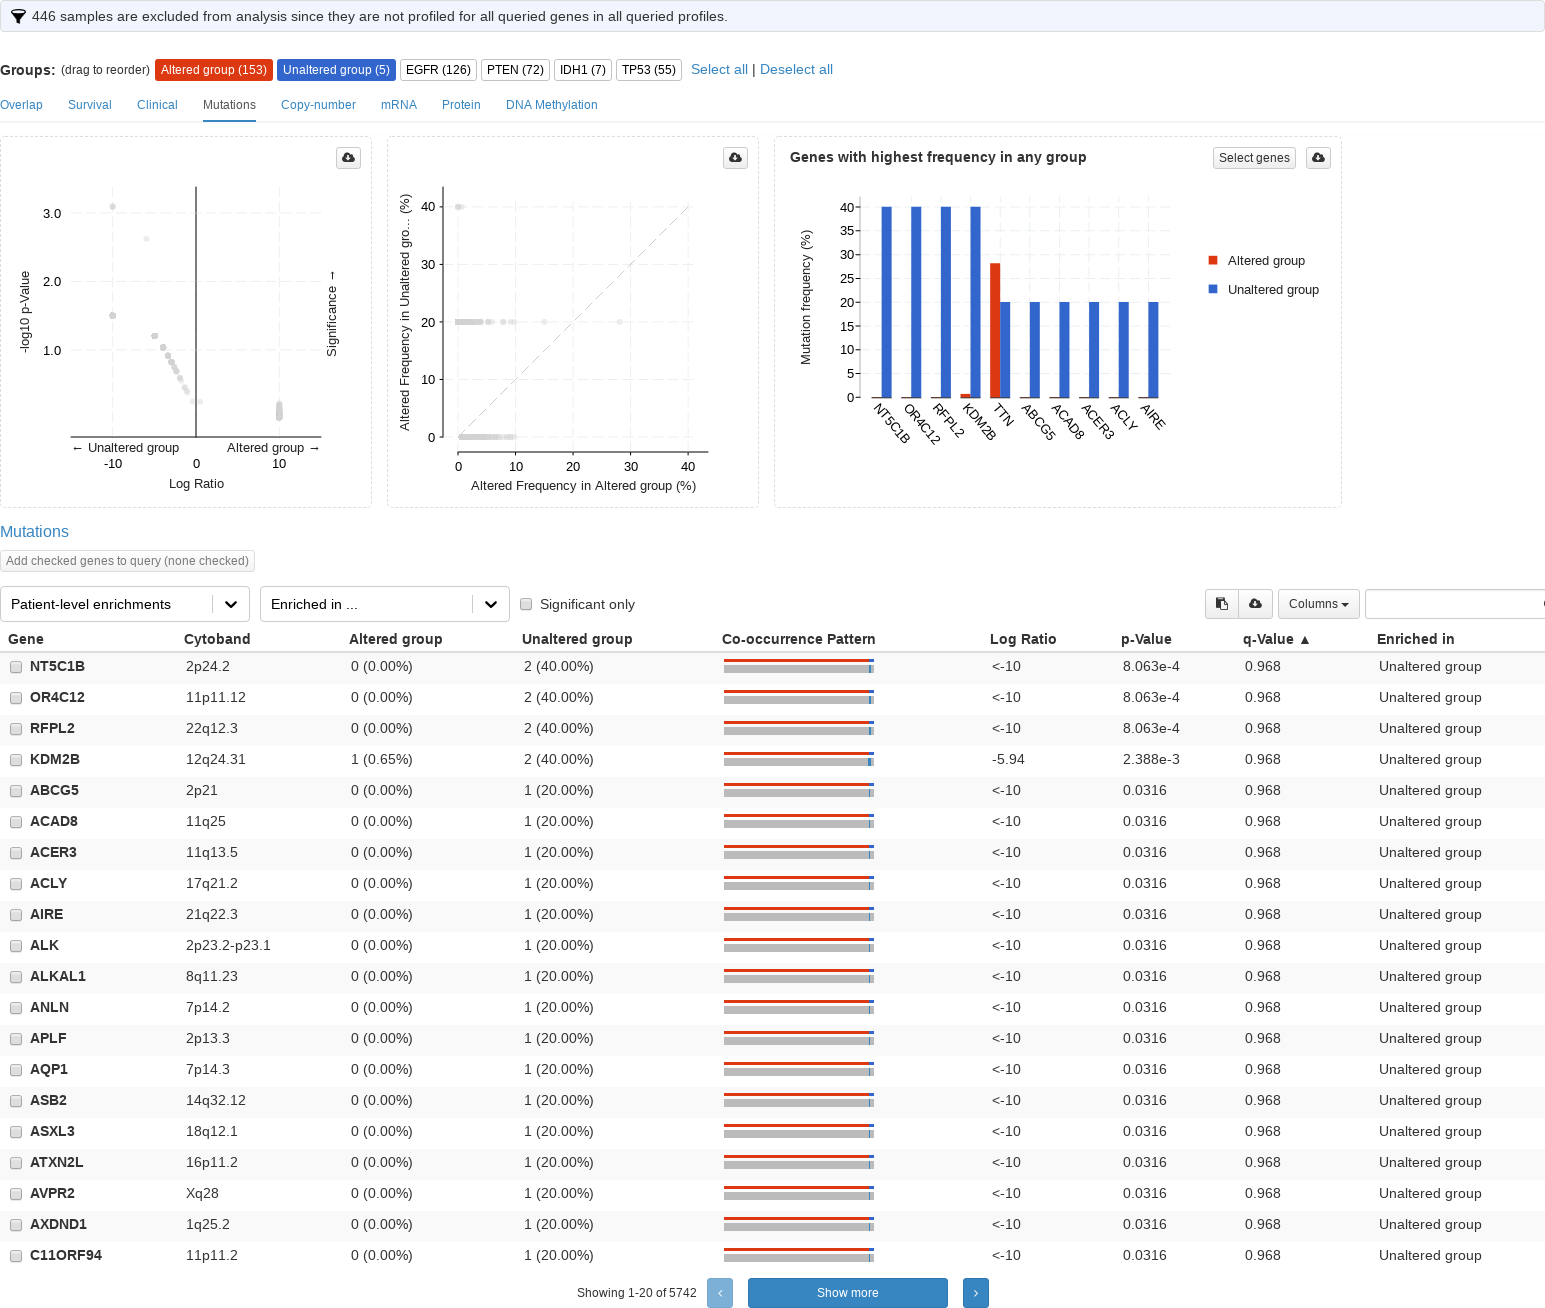 446 samples are excluded from analysis since they are not profiled for all queried genes in all queried profiles.
Groups: (drag to reorder) Altered group (153) Unaltered group (5) EGFR (126) PTEN (72) IDH1 (7) TP53 (55) Select all | Deselect all
Overlap Survival Clinical Mutations Copy-number mRNA Protein DNA Methylation
3.0
2.0
1.0
-log10 p-Value
Significance →
← Unaltered group Altered group →
-10 0 10
Log Ratio
40
30
20
10
0
Altered Frequency in Unaltered gro... (%)
0 10 20 30 40
Altered Frequency in Altered group (%)
Genes with highest frequency in any group Select genes
40
35
30
25
20
15
10
5
0
Mutation frequency (%)
NT5C1B OR4C12 RFPL2 KDM2B TTN ABCG5 ACAD8 ACER3 ACLY AIRE
Altered group
Unaltered group
Mutations
Add checked genes to query (none checked)
Patient-level enrichments Enriched in ... Significant only Columns
Gene Cytoband Altered group Unaltered group Co-occurrence Pattern Log Ratio p-Value q-Value ▲ Enriched in
NT5C1B 2p24.2 0 (0.00%) 2 (40.00%) <-10 8.063e-4 0.968 Unaltered group
OR4C12 11p11.12 0 (0.00%) 2 (40.00%) <-10 8.063e-4 0.968 Unaltered group
RFPL2 22q12.3 0 (0.00%) 2 (40.00%) <-10 8.063e-4 0.968 Unaltered group
KDM2B 12q24.31 1 (0.65%) 2 (40.00%) -5.94 2.388e-3 0.968 Unaltered group
ABCG5 2p21 0 (0.00%) 1 (20.00%) <-10 0.0316 0.968 Unaltered group
ACAD8 11q25 0 (0.00%) 1 (20.00%) <-10 0.0316 0.968 Unaltered group
ACER3 11q13.5 0 (0.00%) 1 (20.00%) <-10 0.0316 0.968 Unaltered group
ACLY 17q21.2 0 (0.00%) 1 (20.00%) <-10 0.0316 0.968 Unaltered group
AIRE 21q22.3 0 (0.00%) 1 (20.00%) <-10 0.0316 0.968 Unaltered group
ALK 2p23.2-p23.1 0 (0.00%) 1 (20.00%) <-10 0.0316 0.968 Unaltered group
ALKAL1 8q11.23 0 (0.00%) 1 (20.00%) <-10 0.0316 0.968 Unaltered group
ANLN 7p14.2 0 (0.00%) 1 (20.00%) <-10 0.0316 0.968 Unaltered group
APLF 2p13.3 0 (0.00%) 1 (20.00%) <-10 0.0316 0.968 Unaltered group
AQP1 7p14.3 0 (0.00%) 1 (20.00%) <-10 0.0316 0.968 Unaltered group
ASB2 14q32.12 0 (0.00%) 1 (20.00%) <-10 0.0316 0.968 Unaltered group
ASXL3 18q12.1 0 (0.00%) 1 (20.00%) <-10 0.0316 0.968 Unaltered group
ATXN2L 16p11.2 0 (0.00%) 1 (20.00%) <-10 0.0316 0.968 Unaltered group
AVPR2 Xq28 0 (0.00%) 1 (20.00%) <-10 0.0316 0.968 Unaltered group
AXDND1 1q25.2 0 (0.00%) 1 (20.00%) <-10 0.0316 0.968 Unaltered group
C11ORF94 11p11.2 0 (0.00%) 1 (20.00%) <-10 0.0316 0.968 Unaltered group
Showing 1-20 of 5742 ‹ Show more ›